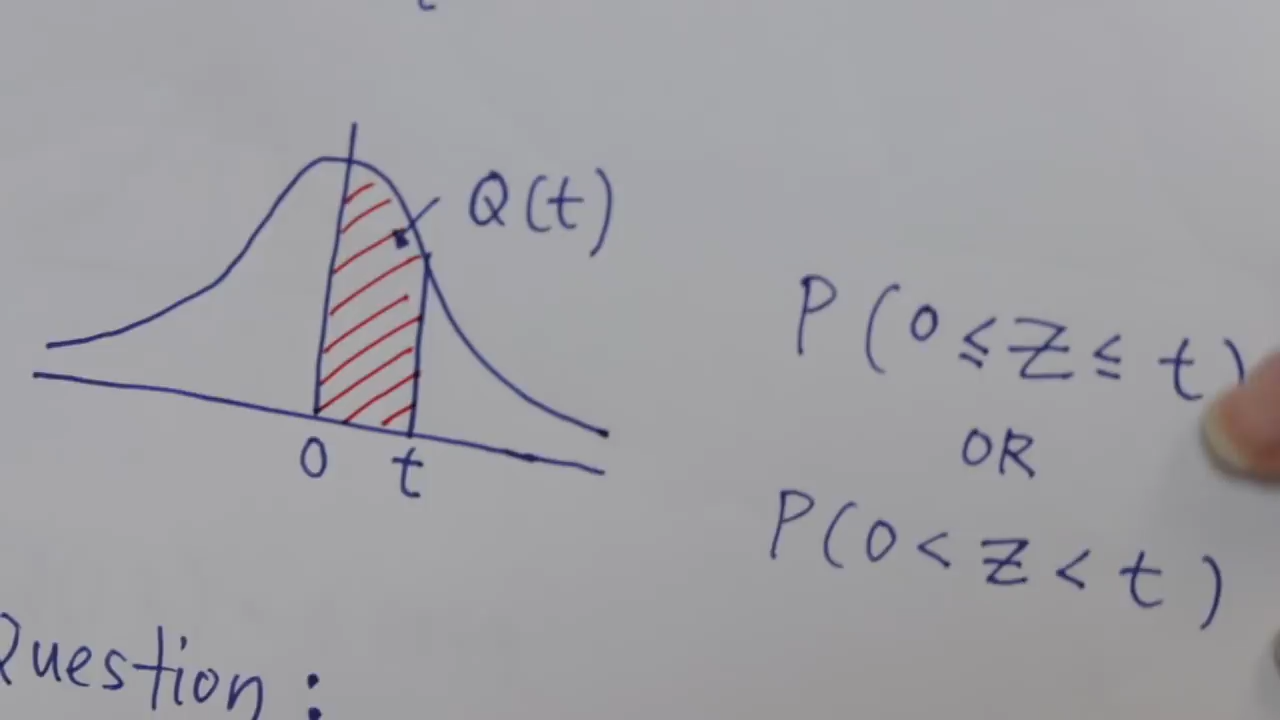 Q(t)
0 t
P(0≤Z≤t)
OR
P(0<Z<t)
Question: